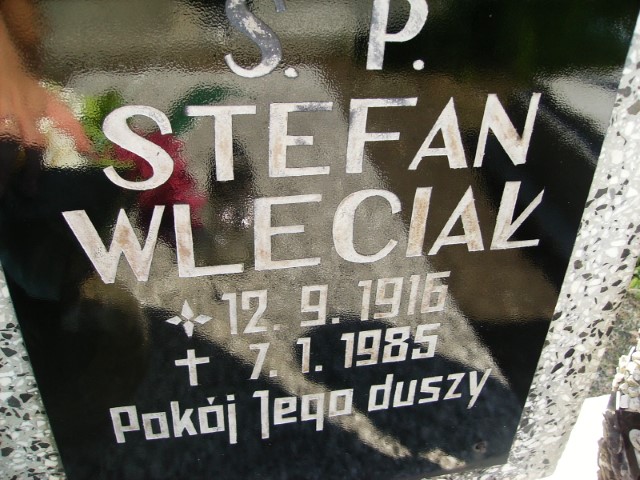 Ś. P.
STEFAN
WLECIAŁ
12. 9. 1916
✝ 7. 1. 1985
Pokój Jego duszy